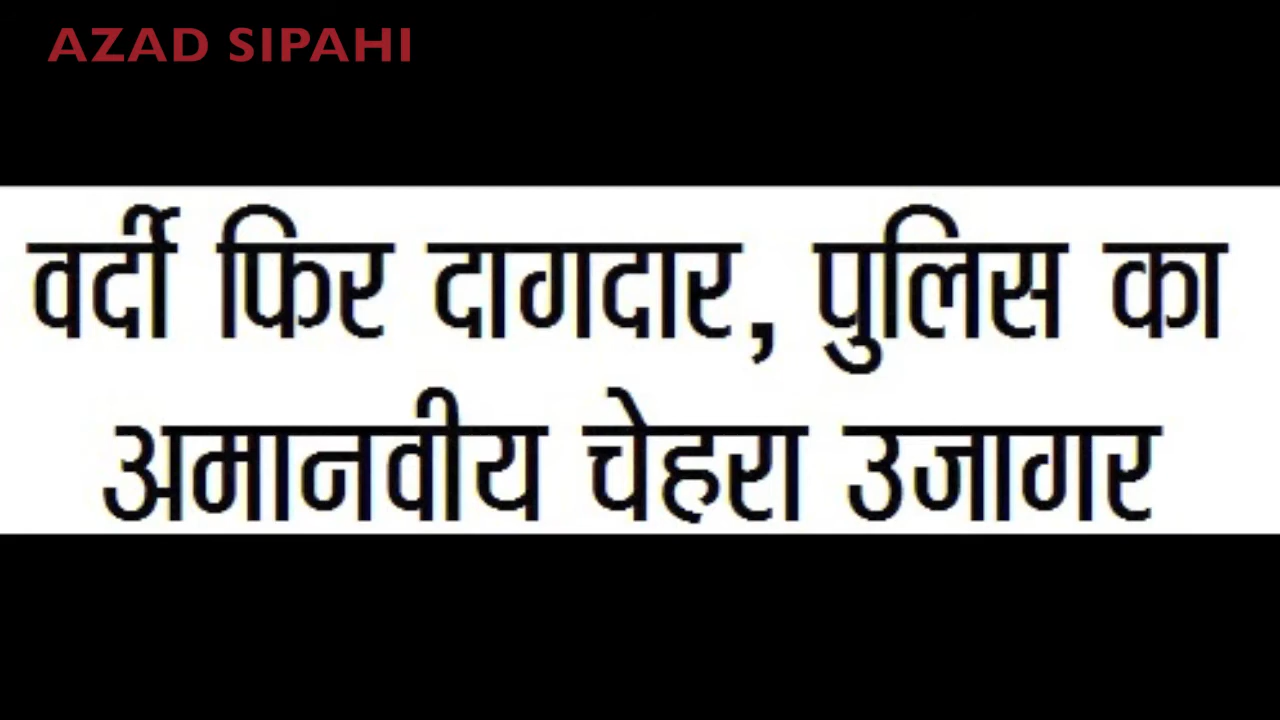 AZAD SIPAHI
वर्दी फिर दागदार, पुलिस का
अमानवीय चेहरा उजागर